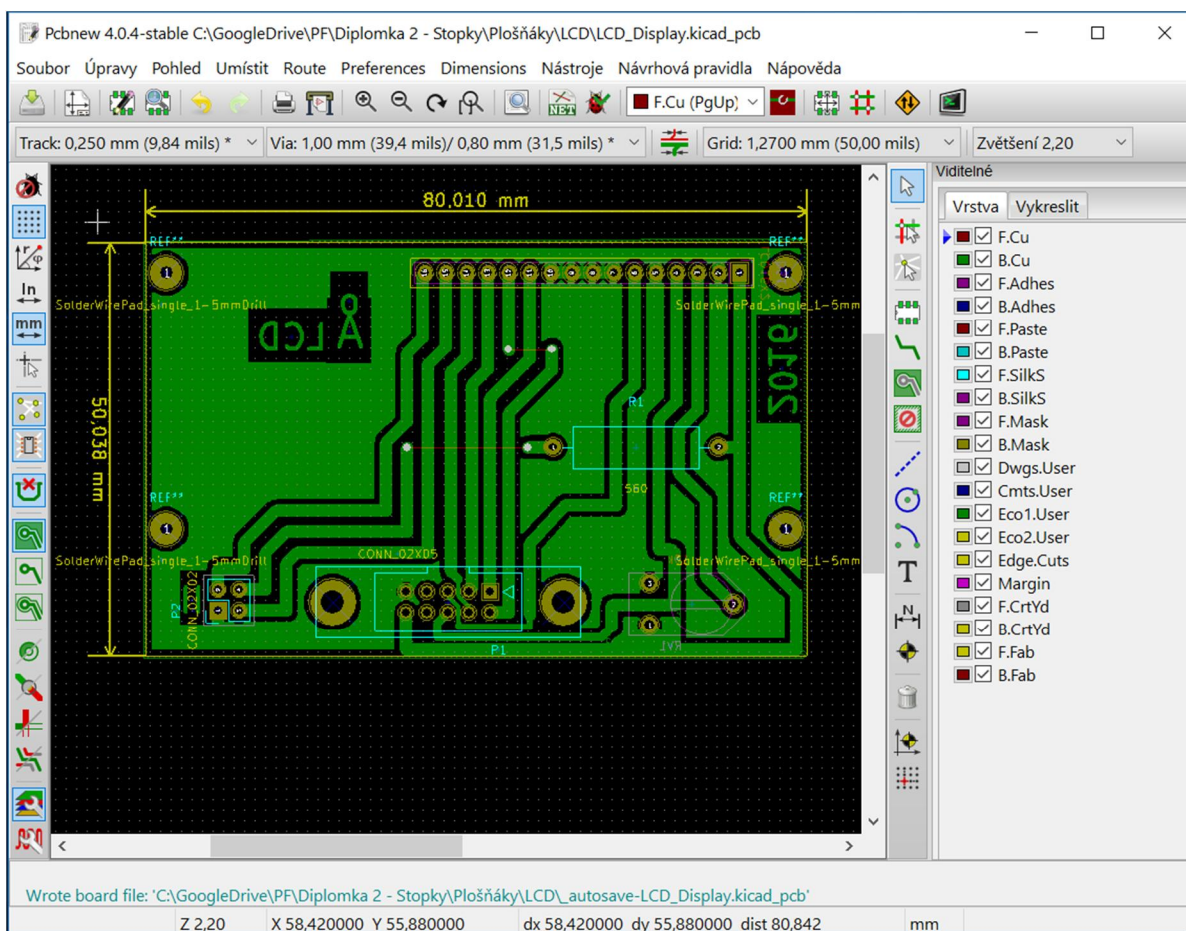 Pcbnew 4.0.4-stable C:\GoogleDrive\PF\Diplomka 2 - Stopky\Plošňáky\LCD\LCD_Display.kicad_pcb
Soubor Úpravy Pohled Umístit Route Preferences Dimensions Nástroje Návrhová pravidla Nápověda
NET F.Cu (PgUp)
Track: 0,250 mm (9,84 mils) * Via: 1,00 mm (39,4 mils)/ 0,80 mm (31,5 mils) * Grid: 1,2700 mm (50,00 mils) Zvětšení 2,20
Viditelné
Vrstva Vykreslit
F.Cu
B.Cu
F.Adhes
B.Adhes
F.Paste
B.Paste
F.SilkS
B.SilkS
F.Mask
B.Mask
Dwgs.User
Cmts.User
Eco1.User
Eco2.User
Edge.Cuts
Margin
F.CrtYd
B.CrtYd
F.Fab
B.Fab
In
mm
80,010 mm
50,038 mm
REF** REF**
1 1
SolderWirePad_single_1-5mmDrill SolderWirePad_single_1-5mm
LCD
2016
R1
560
REF** REF**
1 1
SolderWirePad_single_1-5mmDrill SolderWirePad_single_1-5mm
CONN_02X05
P2
CONN_02X02
P1
RV1
T
N
Wrote board file: 'C:\GoogleDrive\PF\Diplomka 2 - Stopky\Plošňáky\LCD\_autosave-LCD_Display.kicad_pcb'
Z 2,20 X 58,420000 Y 55,880000 dx 58,420000 dy 55,880000 dist 80,842 mm